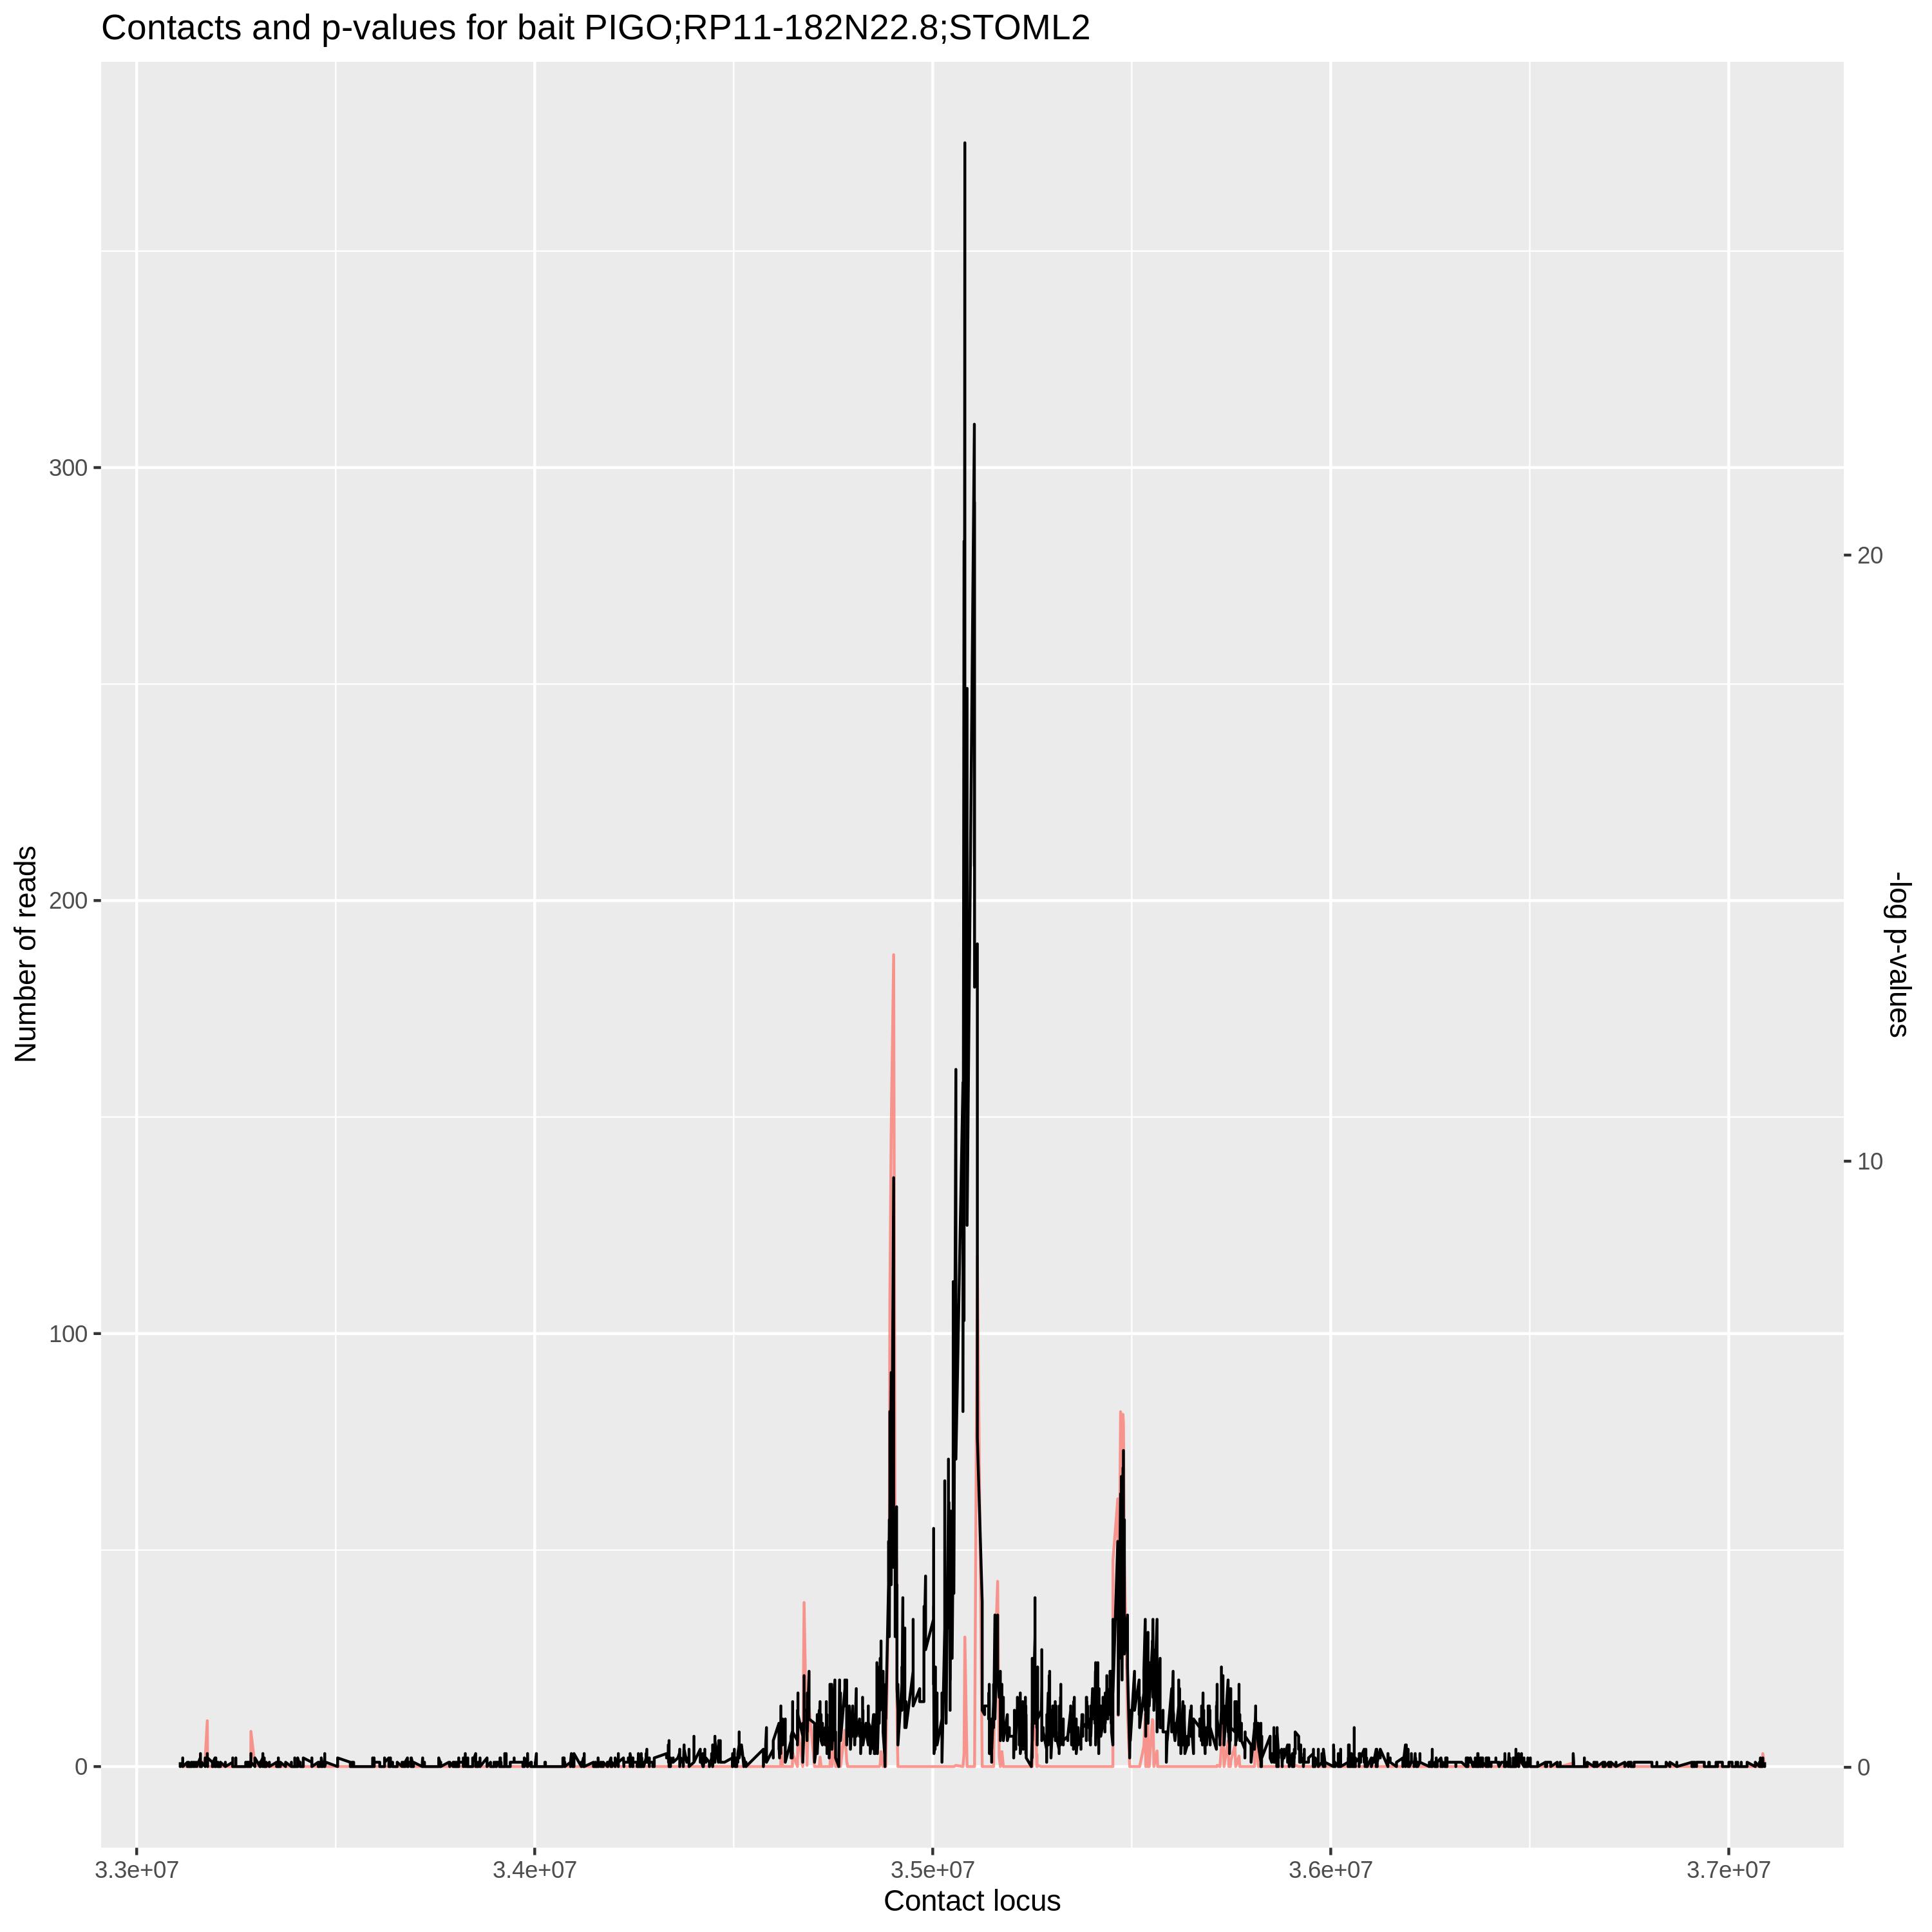 Contacts and p-values for bait PIGO;RP11-182N22.8;STOML2
Number of reads
300
200
100
0
20
10
0
-log p-values
3.3e+07
3.4e+07
3.5e+07
3.6e+07
3.7e+07
Contact locus